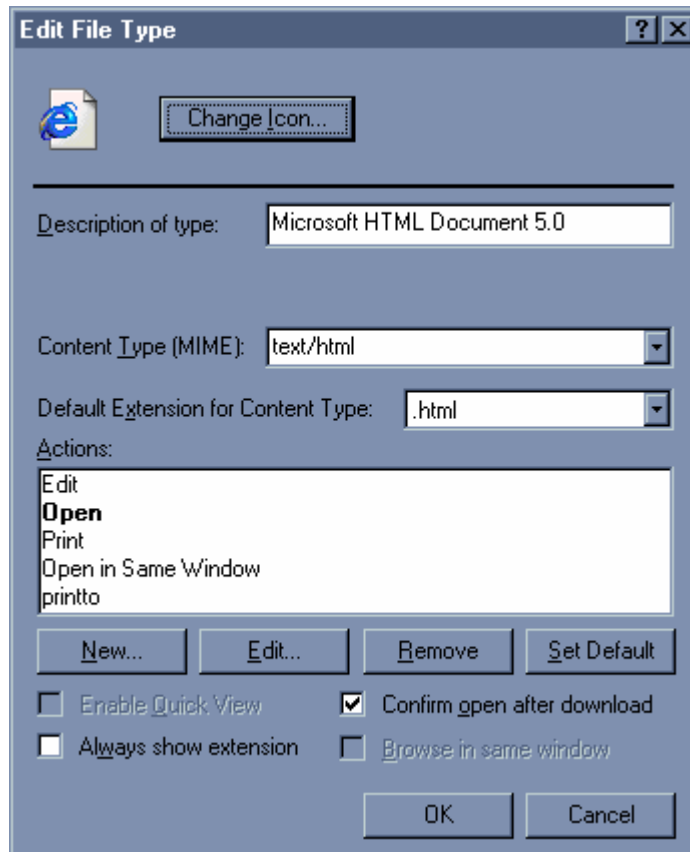 Edit File Type
Change Icon...
Description of type: Microsoft HTML Document 5.0
Content Type (MIME): text/html
Default Extension for Content Type: .html
Actions:
Edit
Open
Print
Open in Same Window
printto
New... Edit... Remove Set Default
Enable Quick View Confirm open after download
Always show extension Browse in same window
OK Cancel